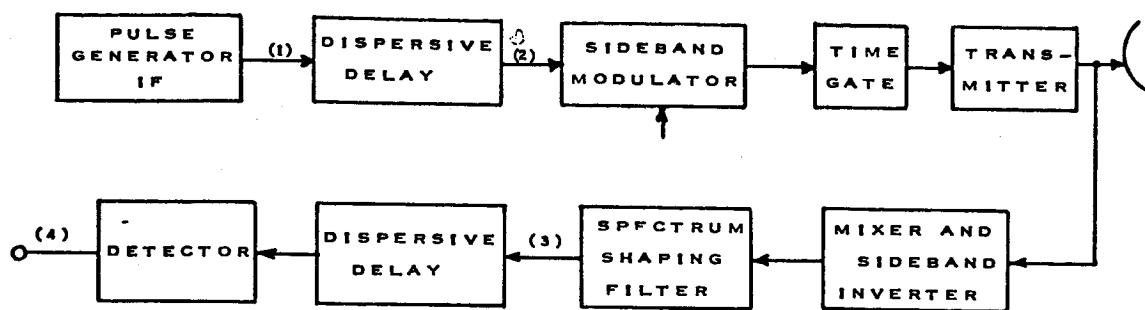 PULSE
GENERATOR
IF
(1)
DISPERSIVE
DELAY
(2)
SIDEBAND
MODULATOR
TIME
GATE
TRANS-
MITTER
(4)
DETECTOR
DISPERSIVE
DELAY
(3)
SPFCTRUM
SHAPING
FILTER
MIXER AND
SIDEBAND
INVERTER